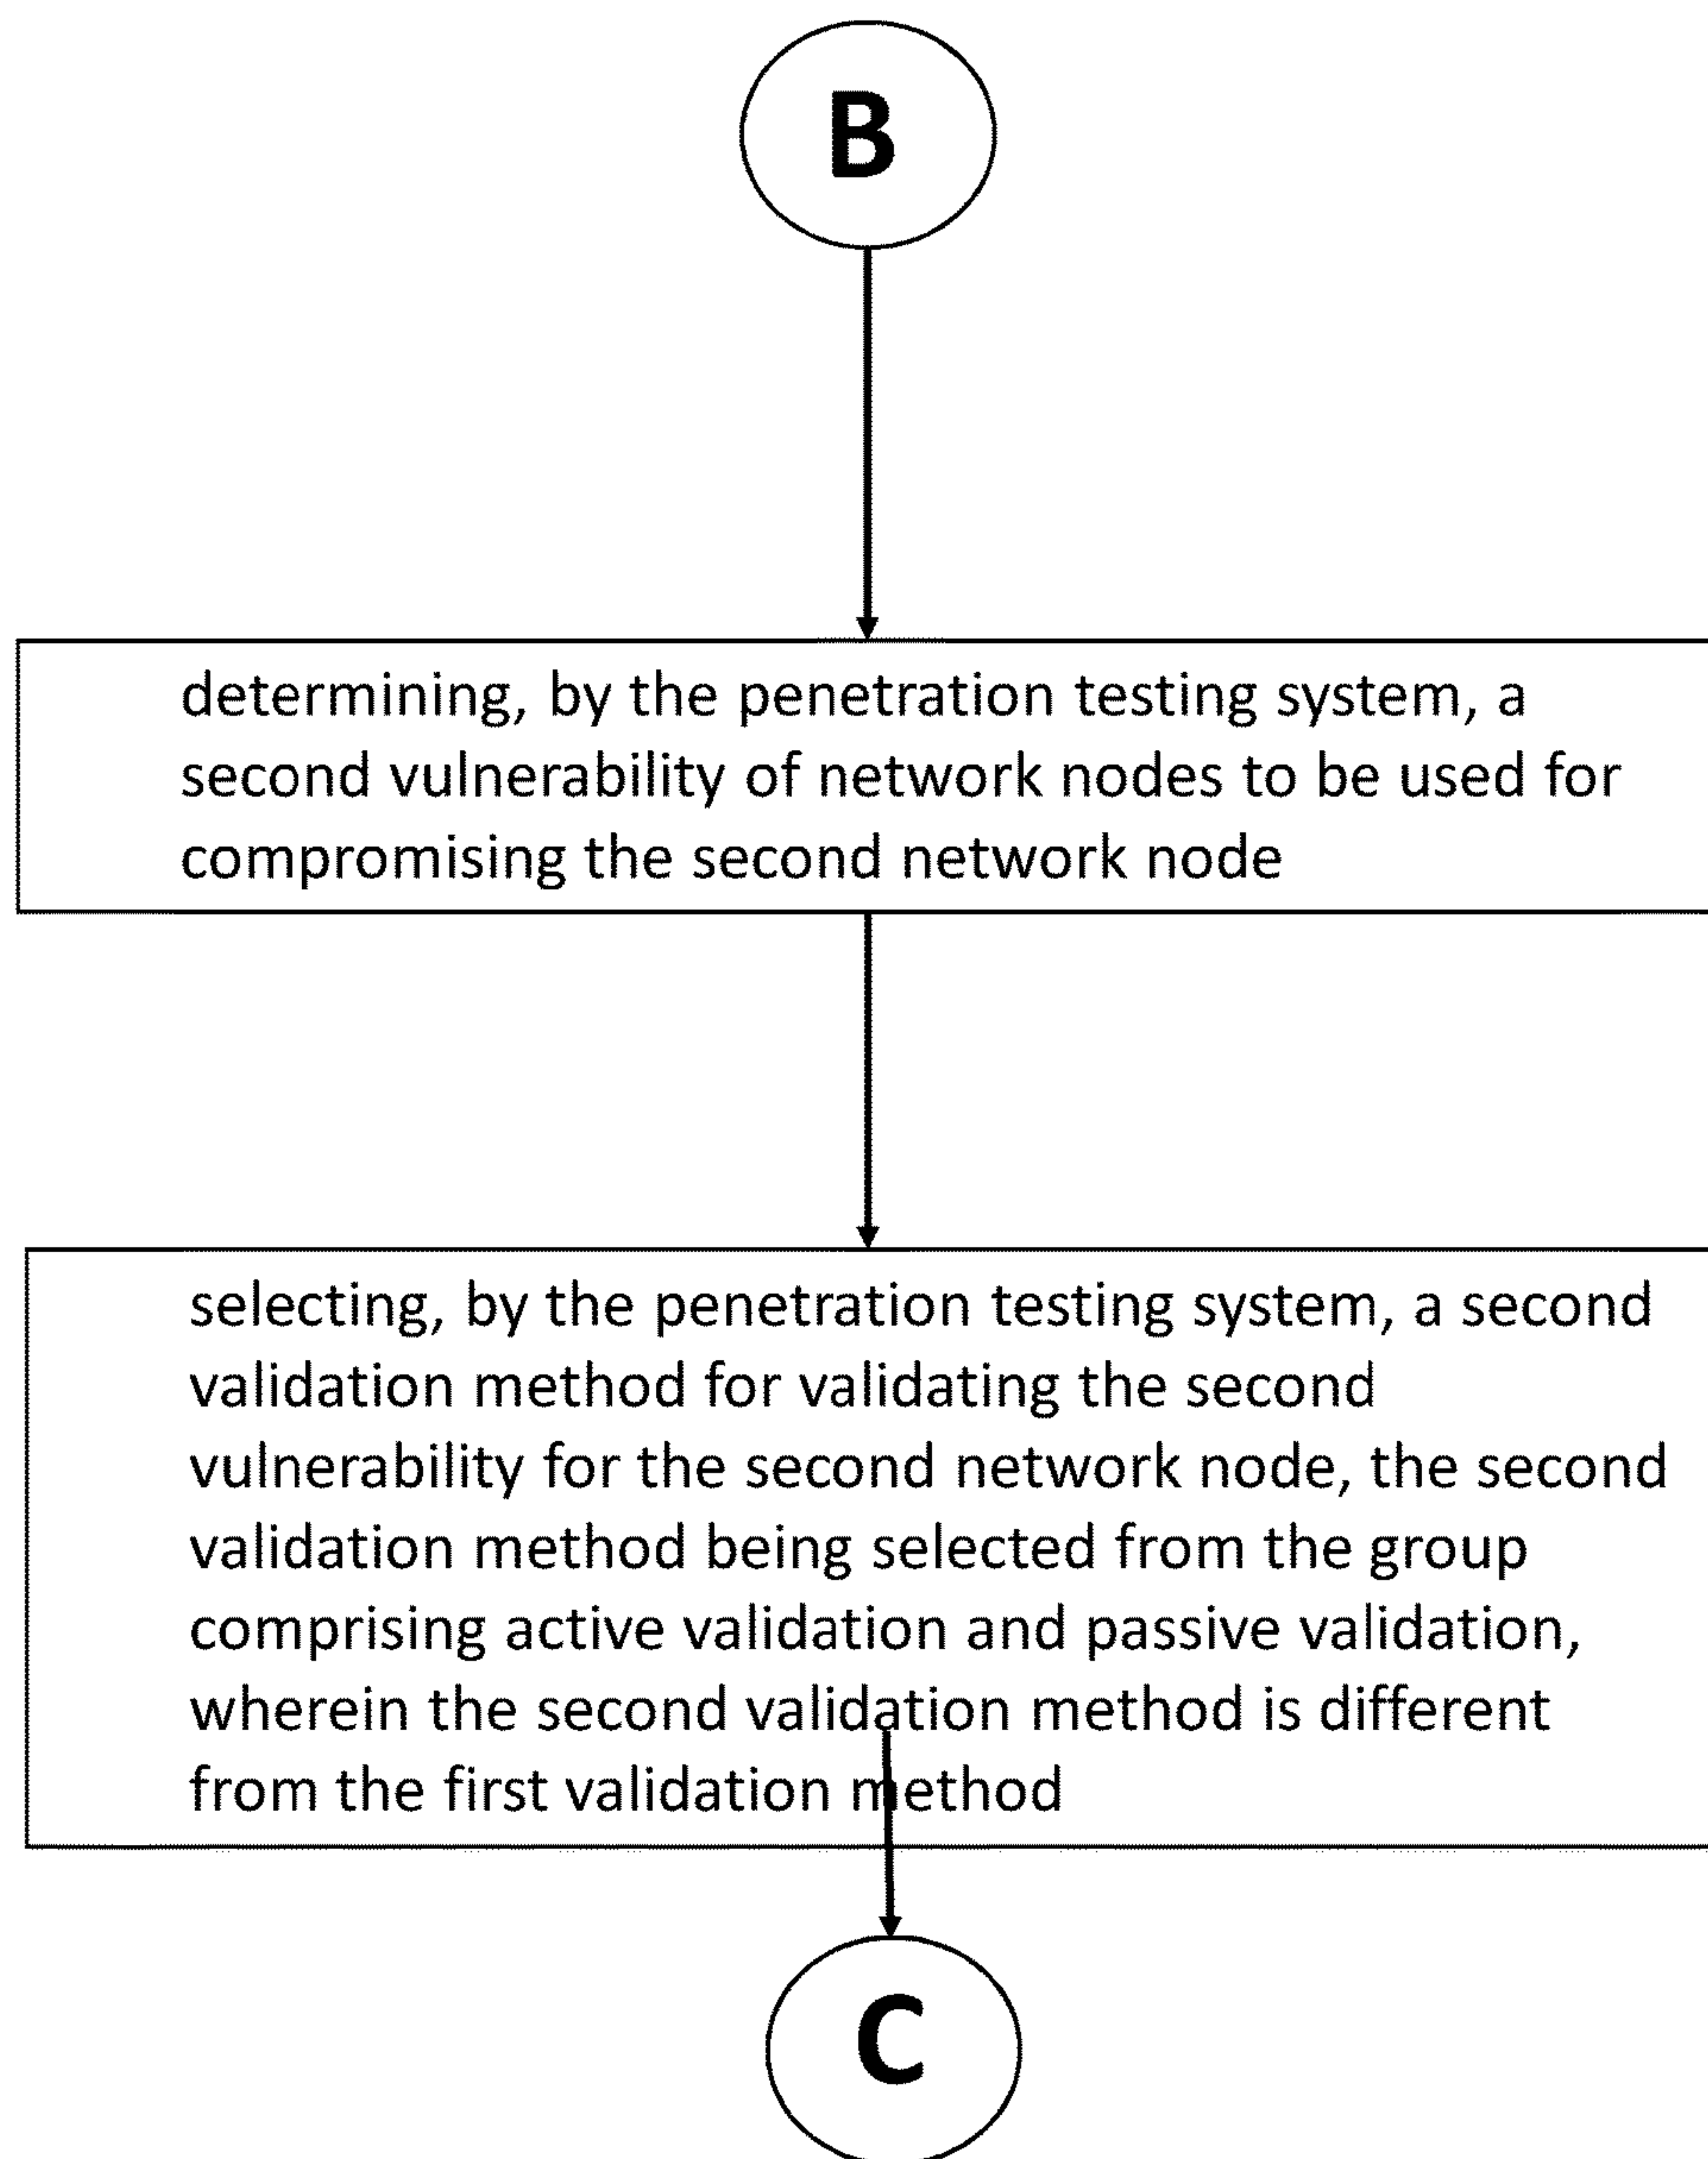 B
determining, by the penetration testing system, a
second vulnerability of network nodes to be used for
compromising the second network node
selecting, by the penetration testing system, a second
validation method for validating the second
vulnerability for the second network node, the second
validation method being selected from the group
comprising active validation and passive validation,
wherein the second validation method is different
from the first validation method
C